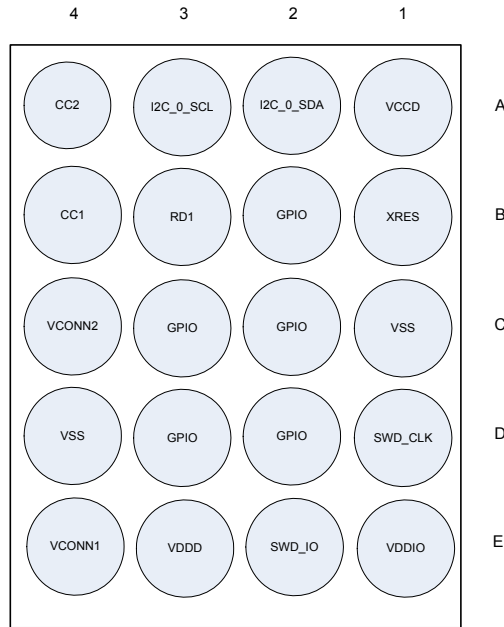 4 3 2 1
CC2 I2C_0_SCL I2C_0_SDA VCCD A
CC1 RD1 GPIO XRES B
VCONN2 GPIO GPIO VSS C
VSS GPIO GPIO SWD_CLK D
VCONN1 VDDD SWD_IO VDDIO E